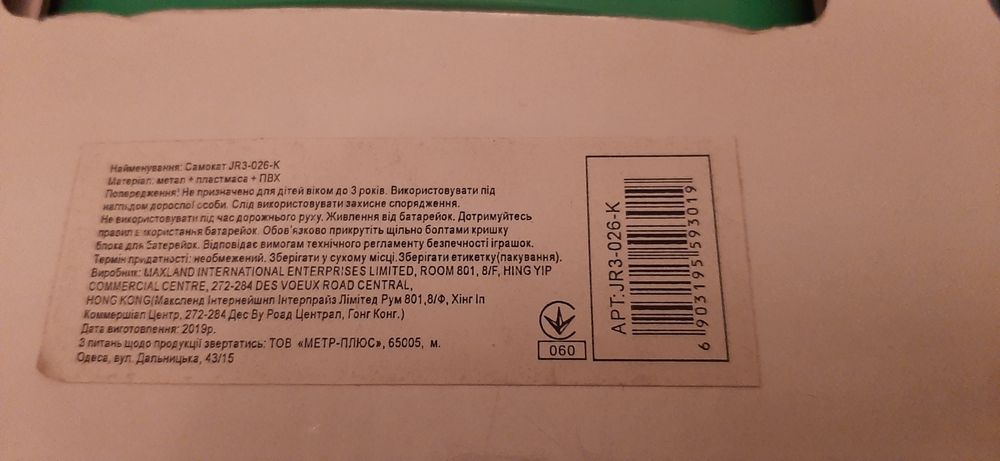 Найменування: Самокат JR3-026-K
Матеріал: метал + пластмаса + ПВХ
Попередження! Не призначено для дітей віком до 3 років. Використовувати під
наглядом дорослої особи. Слід використовувати захисне спорядження.
Не використовувати під час дорожнього руху. Живлення від батарейок. Дотримуйтесь
правил використання батарейок. Обов'язково прикрутіть щільно болтами кришку
блока для батерейок. Відповідає вимогам технічного регламенту безпечності іграшок.
Термін придатності: необмежений. Зберігати у сухому місці.Зберегати етикетку(пакування).
Виробник: MAXLAND INTERNATIONAL ENTERPRISES LIMITED, ROOM 801, 8/F, HING YIP
COMMERCIAL CENTRE, 272-284 DES VOEUX ROAD CENTRAL,
HONG KONG(Максленд Інтернейшнл Інтерпрайз Лімітед Рум 801,8/Ф, Хінг Іп
Коммершіал Центр, 272-284 Дес Ву Роад Централ, Гонг Конг.)
Дата виготовлення: 2019р.
З питань щодо продукції звертатись: ТОВ «МЕТР-ПЛЮС», 65005, м.
Одеса, вул. Дальницька, 43/15
060
АРТ:JR3-026-K
6 903195 593019